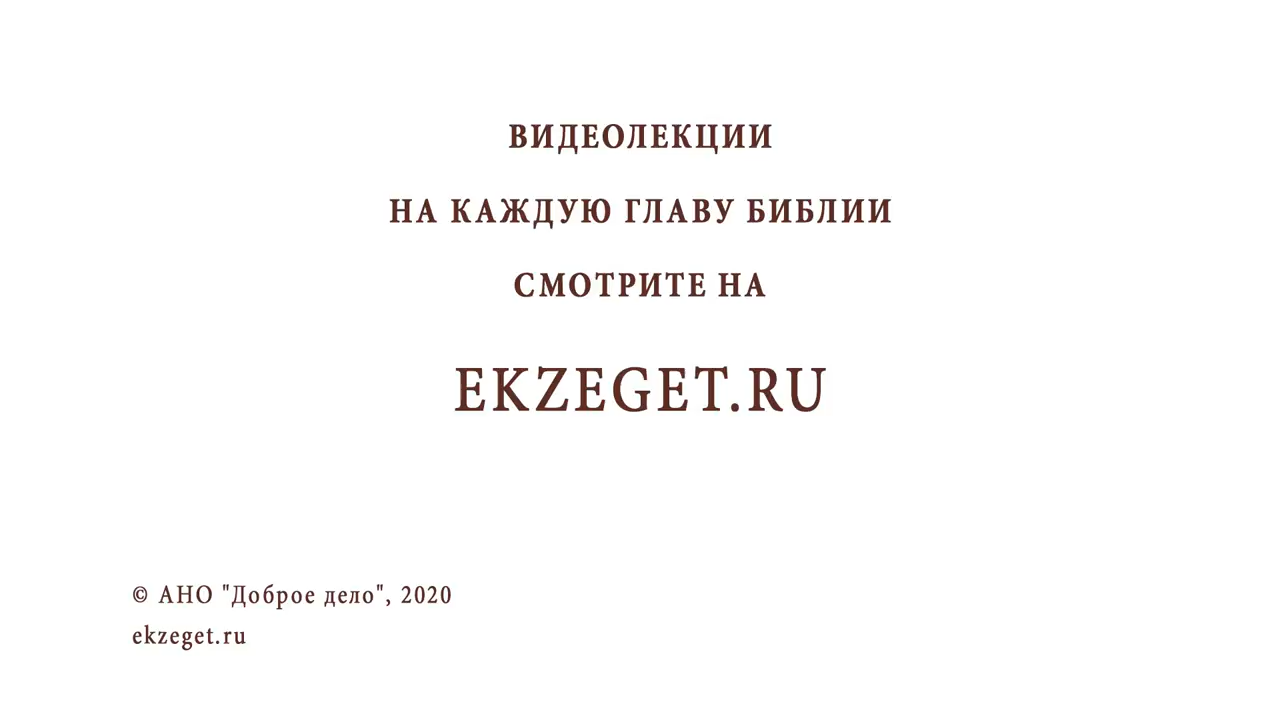 ВИДЕОЛЕКЦИИ
НА КАЖДУЮ ГЛАВУ БИБЛИИ
СМОТРИТЕ НА
EKZEGET.RU
© АНО "Доброе дело", 2020
ekzeget.ru